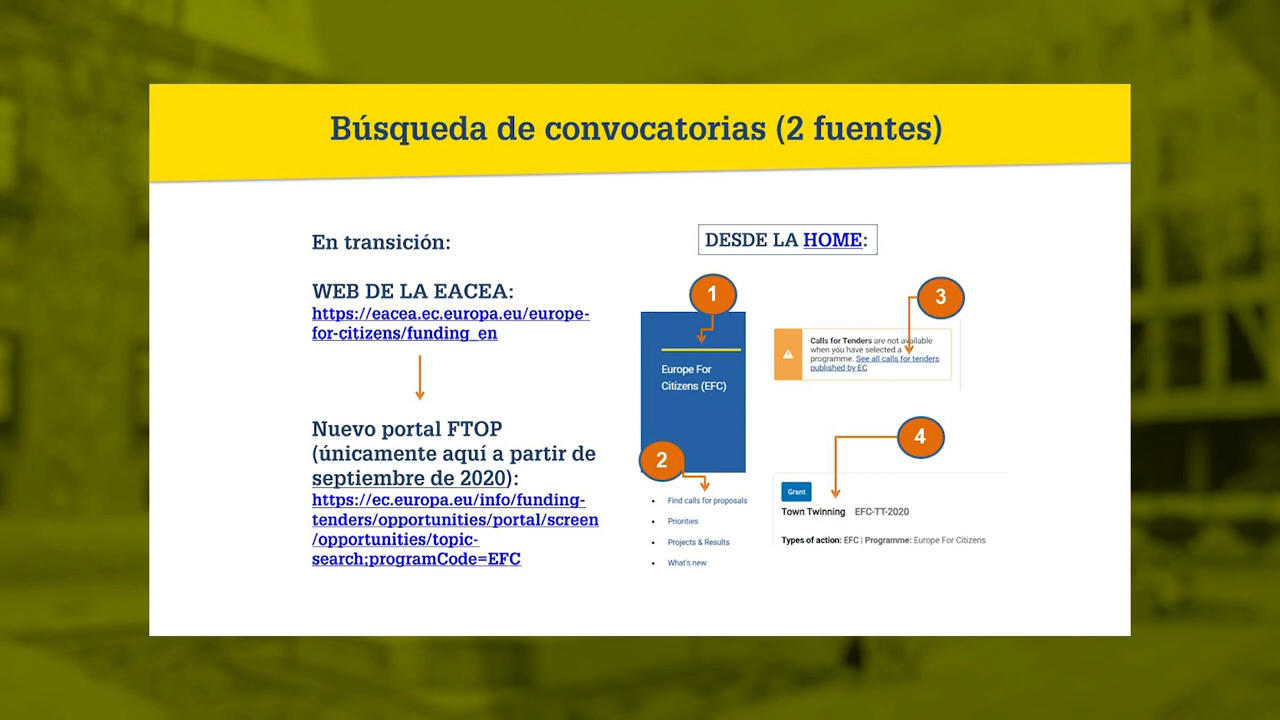 Búsqueda de convocatorias (2 fuentes)
En transición:
WEB DE LA EACEA:
https://eacea.ec.europa.eu/europe-
for-citizens/funding_en
Nuevo portal FTOP
(únicamente aquí a partir de
septiembre de 2020):
https://ec.europa.eu/info/funding-
tenders/opportunities/portal/screen
/opportunities/topic-
search;programCode=EFC
DESDE LA HOME:
1
Europe For
Citizens (EFC)
2
• Find calls for proposals
• Priorities
• Projects & Results
• What's new
3
Calls for Tenders are not available
when you have selected a
programme. See all calls for tenders
published by EC
4
Grant
Town Twinning EFC-TT-2020
Types of action: EFC | Programme: Europe For Citizens